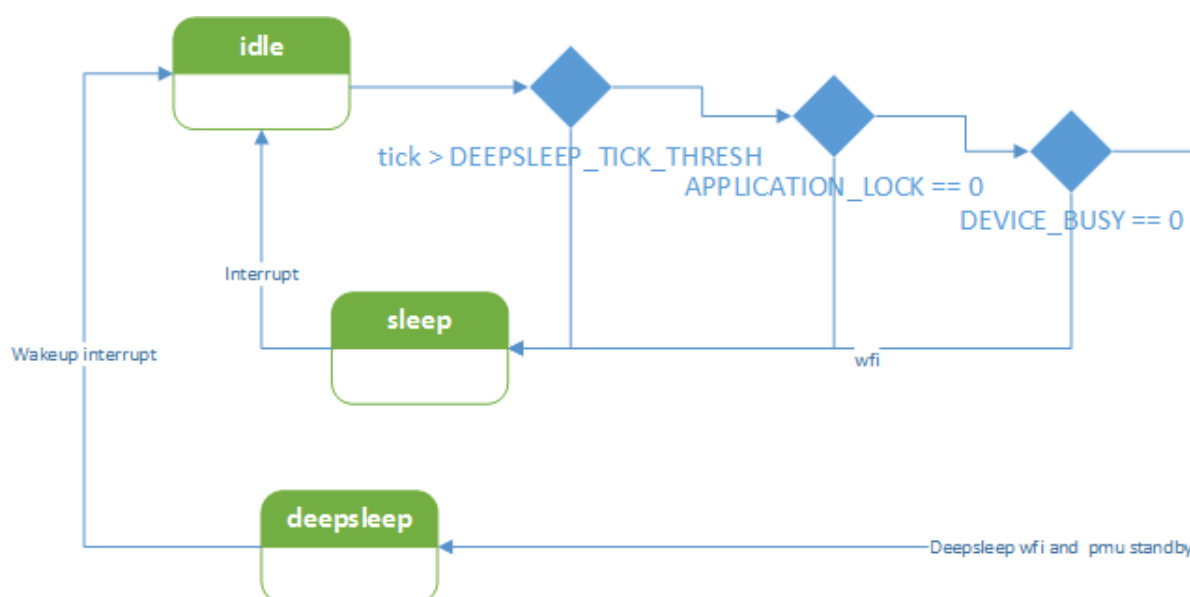 idle
tick > DEEPSLEEP_TICK_THRESH
APPLICATION_LOCK == 0
DEVICE_BUSY == 0
Interrupt
sleep
Wakeup interrupt
wfi
deepsleep
Deepsleep wfi and pmu standby